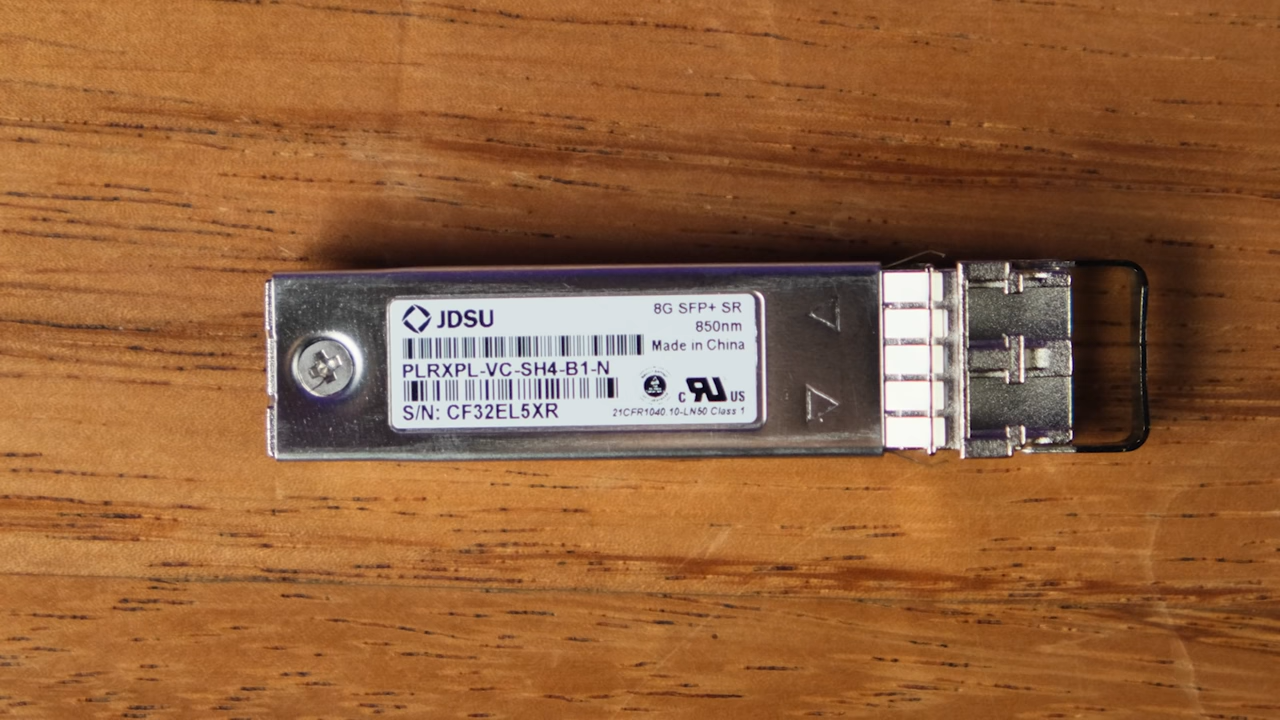 JDSU
8G SFP+ SR
850nm
Made in China
PLRXPL-VC-SH4-B1-N
S/N: CF32EL5XR
C US
21CFR1040.10-LN50 Class 1